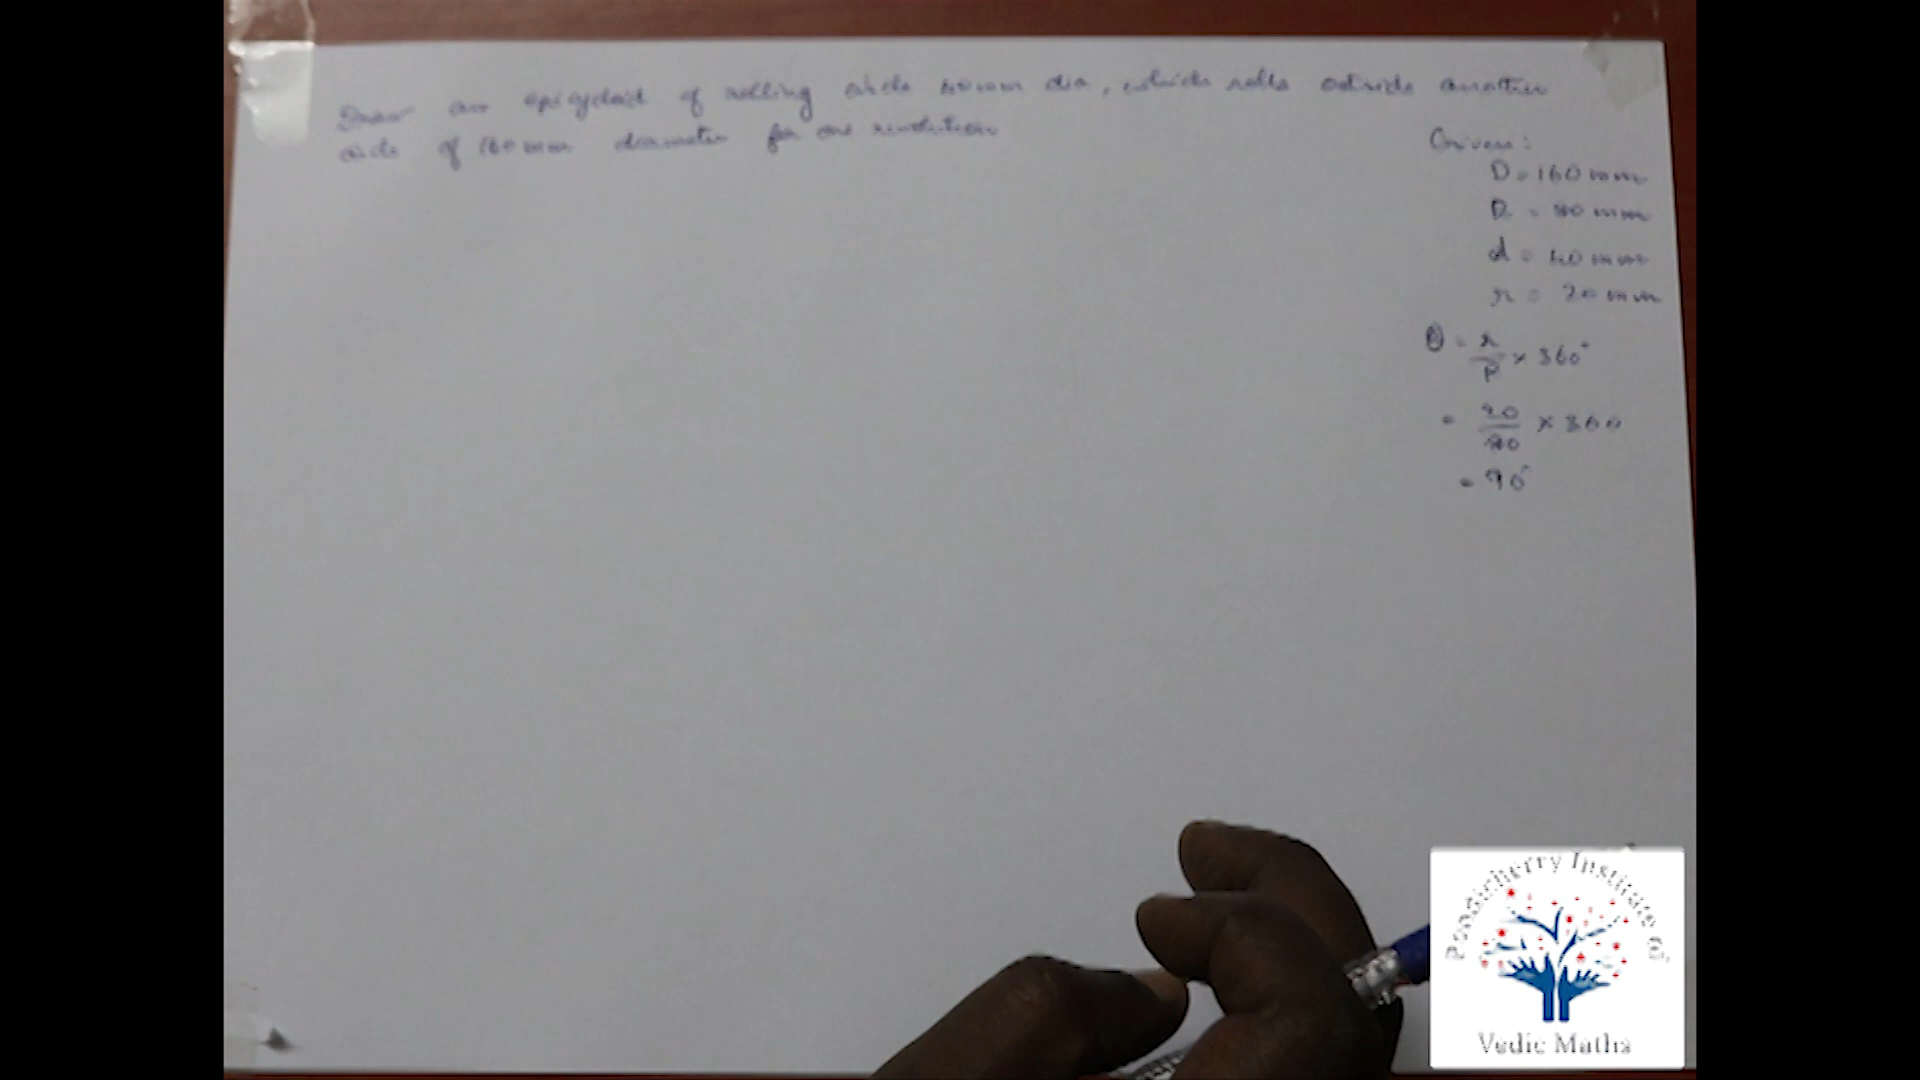 Draw an epicycloid of rolling circle 40 mm dia, which rolls outside another
circle of 160 mm diameter for one revolution
Given:
D = 160 mm
R = 80 mm
d = 40 mm
r = 20 mm
θ = r/R × 360°
= 20/80 × 360
= 90°
Pondicherry Institute of
Vedic Maths